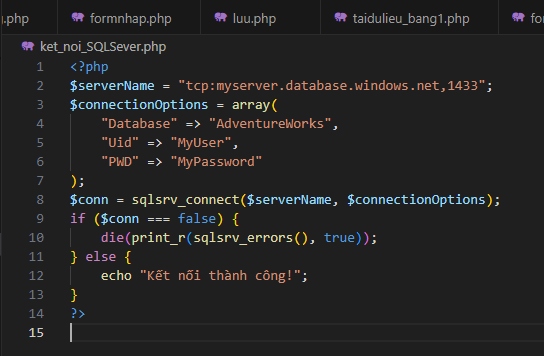 g.php formnhap.php luu.php taidulieu_bang1.php for
ket_noi_SQLSever.php
1 <?php
2 $serverName = "tcp:myserver.database.windows.net,1433";
3 $connectionOptions = array(
4 "Database" => "AdventureWorks",
5 "Uid" => "MyUser",
6 "PWD" => "MyPassword"
7 );
8 $conn = sqlsrv_connect($serverName, $connectionOptions);
9 if ($conn === false) {
10 die(print_r(sqlsrv_errors(), true));
11 } else {
12 echo "Kết nối thành công!";
13 }
14 ?>
15